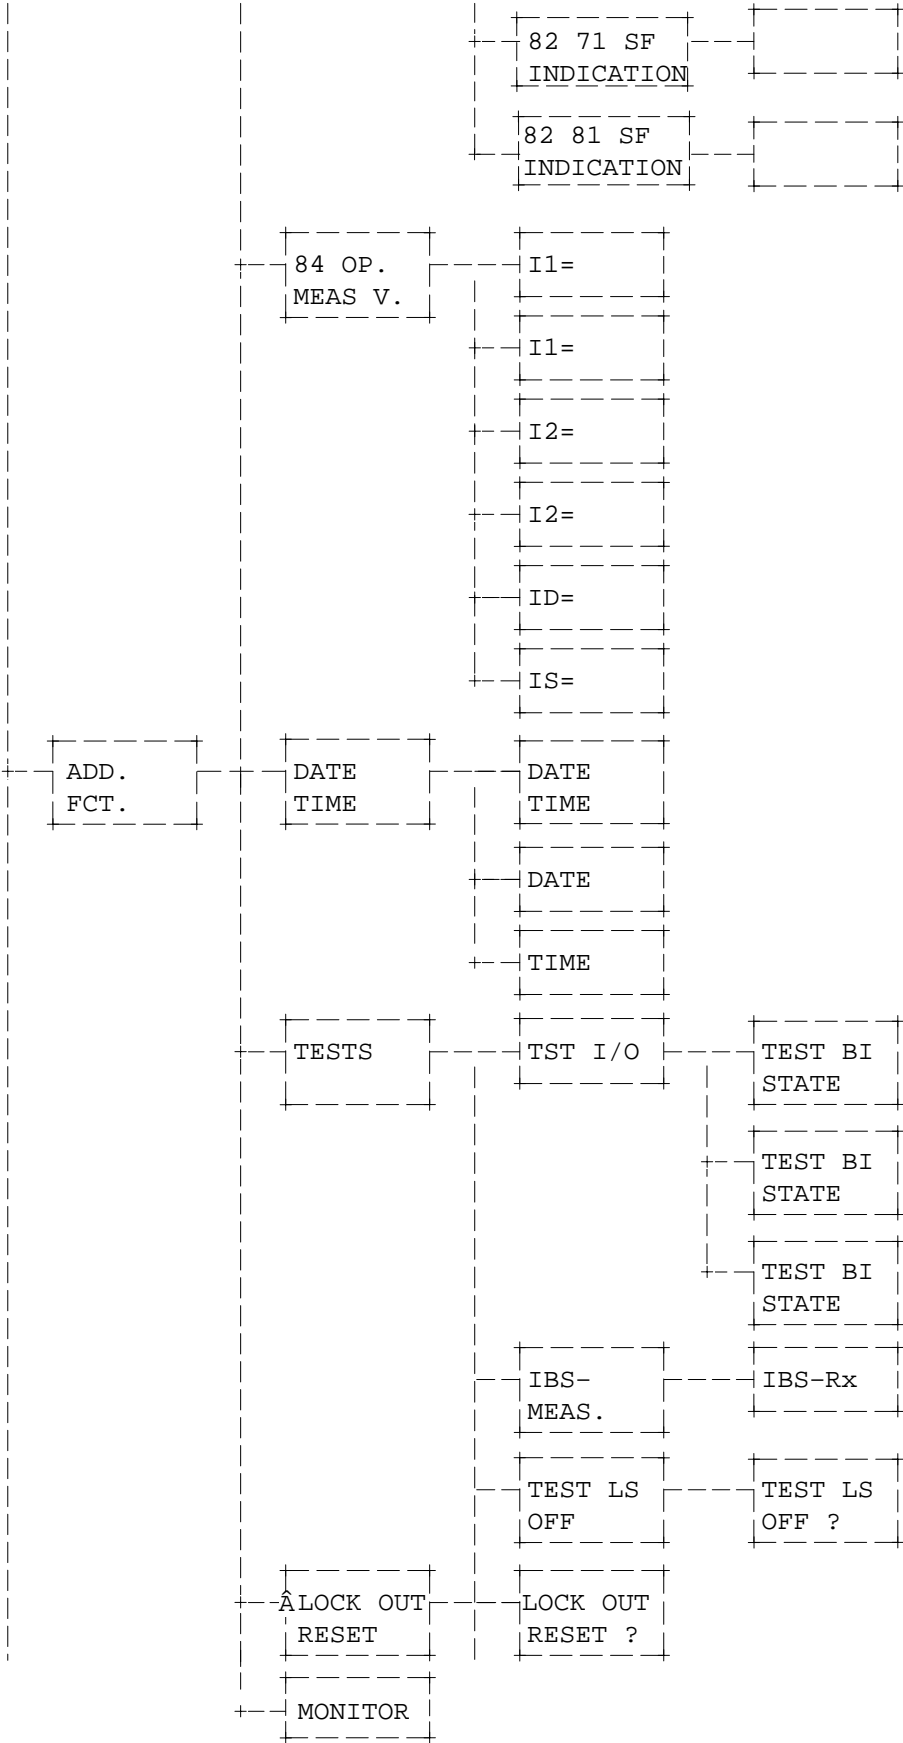 82 71 SF
INDICATION
82 81 SF
INDICATION
84 OP.
MEAS V.
I1=
I1=
I2=
I2=
ID=
IS=
ADD.
FCT.
DATE
TIME
DATE
TIME
DATE
TIME
TESTS
TST I/O
TEST BI
STATE
TEST BI
STATE
TEST BI
STATE
IBS-
MEAS.
IBS-Rx
TEST LS
OFF
TEST LS
OFF ?
ÂLOCK OUT
RESET
LOCK OUT
RESET ?
MONITOR